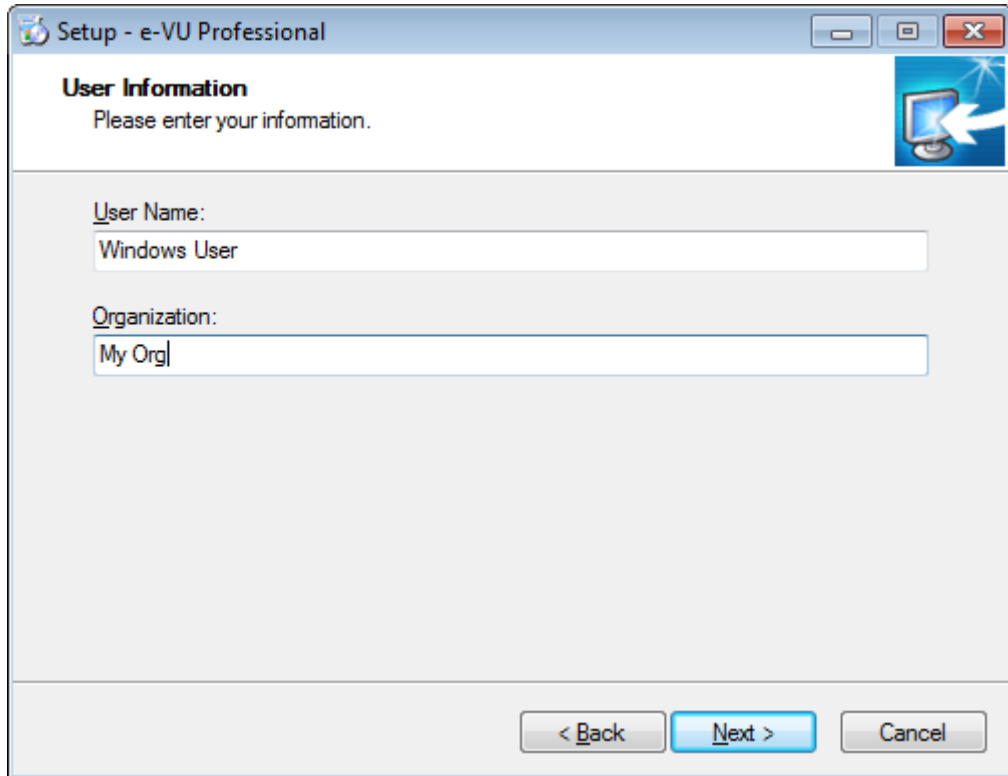 Setup - e-VU Professional
User Information
Please enter your information.
User Name:
Windows User
Organization:
My Org
< Back
Next >
Cancel